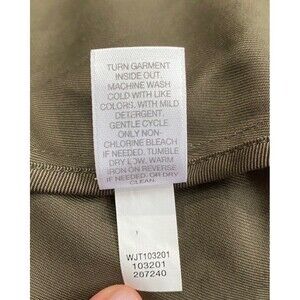 TURN GARMENT
INSIDE OUT.
MACHINE WASH
COLD WITH LIKE
COLORS, WITH MILD
DETERGENT.
GENTLE CYCLE
ONLY NON-
CHLORINE BLEACH
IF NEEDED. TUMBLE
DRY LOW. WARM
IRON ON REVERSE
IF NEEDED. OR DRY
CLEAN.
WJT103201
103201
207240